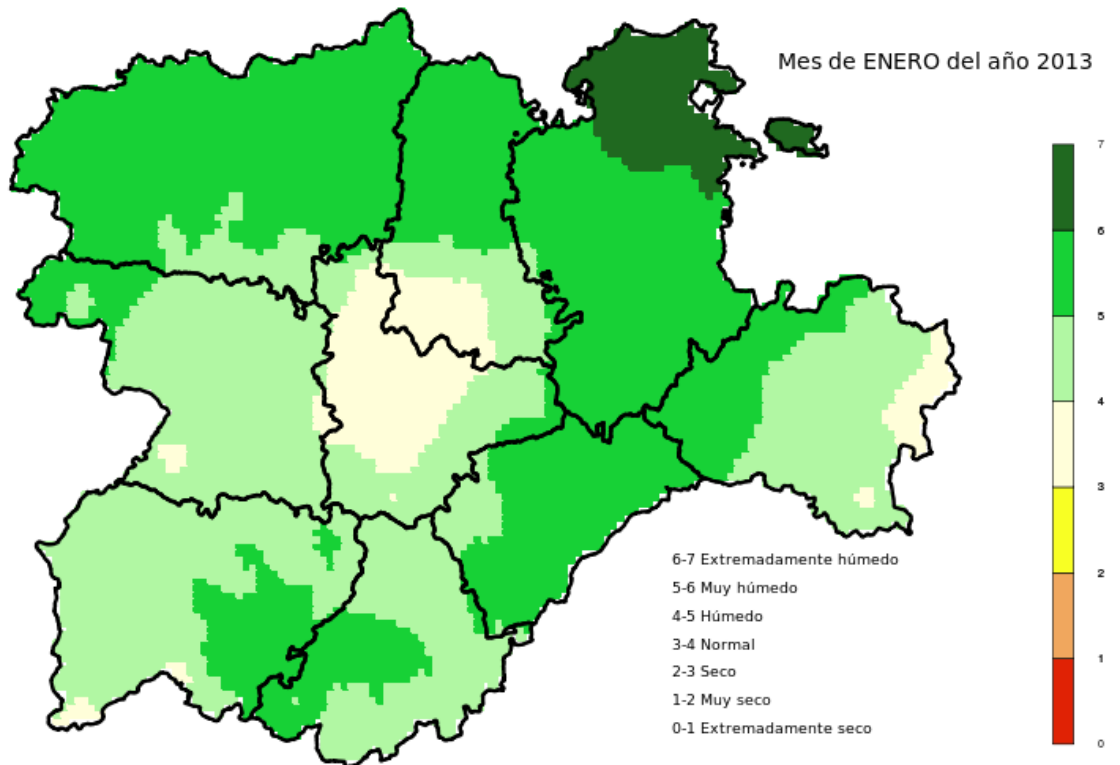 Mes de ENERO del año 2013
7
6
5
4
3
2
1
0
6-7 Extremadamente húmedo
5-6 Muy húmedo
4-5 Húmedo
3-4 Normal
2-3 Seco
1-2 Muy seco
0-1 Extremadamente seco